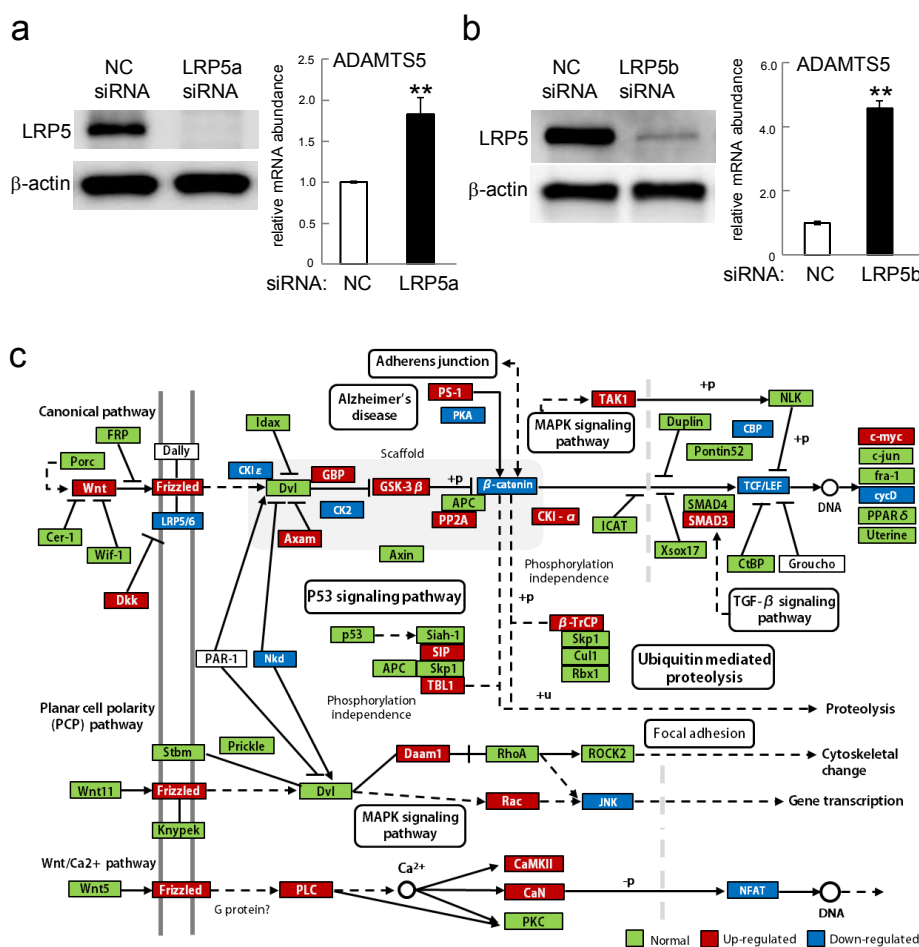 a
NC
siRNA
LRP5a
siRNA
LRP5
β-actin
ADAMTS5
relative mRNA abundance
2.5
2.0
1.5
1.0
0.5
0
**
siRNA:
NC
LRP5a
b
NC
siRNA
LRP5b
siRNA
LRP5
β-actin
ADAMTS5
relative mRNA abundance
6.0
4.0
2.0
0
**
siRNA:
NC
LRP5b
c
Canonical pathway
FRP
Porc
Wnt
Cer-1
Wif-1
Dkk
Dally
Frizzled
LRP5/6
Idax
CKI ε
Dvl
GBP
CK2
Axam
Scaffold
GSK-3 β
+p
APC
PP2A
Axin
Adherens junction
Alzheimer's
disease
PS-1
PKA
β-catenin
CKI - α
Phosphorylation
independence
MAPK signaling
pathway
TAK1
+p
NLK
+p
Duplin
Pontin52
CBP
ICAT
Xsox17
SMAD4
SMAD3
TCF/LEF
CtBP
Groucho
DNA
c-myc
c-jun
fra-1
cycD
PPAR δ
Uterine
TGF- β signaling
pathway
P53 signaling pathway
p53
Siah-1
SIP
APC
Skp1
TBL1
Phosphorylation
independence
+p
β-TrCP
Skp1
Cul1
Rbx1
+u
Ubiquitin mediated
proteolysis
Proteolysis
PAR-1
Nkd
Planar cell polarity
(PCP) pathway
Stbm
Prickle
Wnt11
Frizzled
Knypek
Dvl
Daam1
RhoA
ROCK2
Focal adhesion
Cytoskeletal
change
Rac
JNK
Gene transcription
MAPK signaling
pathway
Wnt/Ca2+ pathway
Wnt5
Frizzled
G protein?
PLC
Ca2+
CaMKII
CaN
PKC
-p
NFAT
DNA
Normal
Up-regulated
Down-regulated